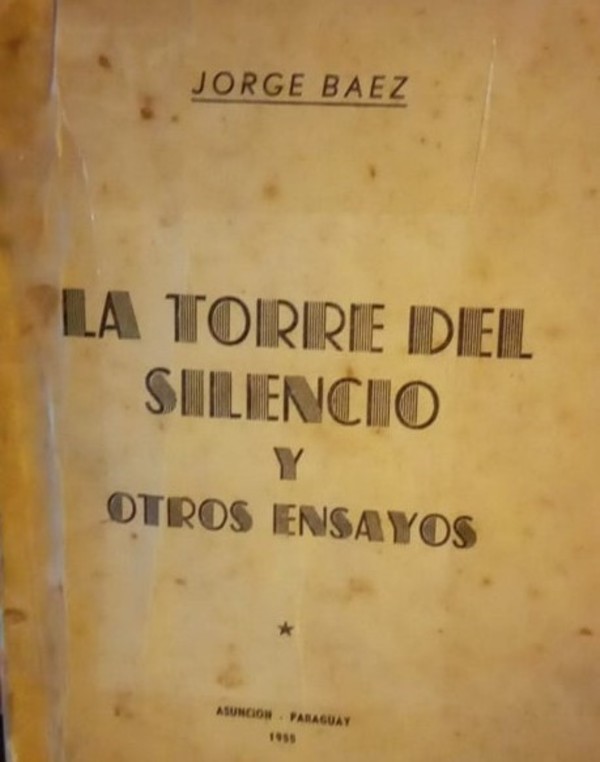 JORGE BAEZ
LA TORRE DEL
SILENCIO
Y
OTROS ENSAYOS
ASUNCION - PARAGUAY
1955